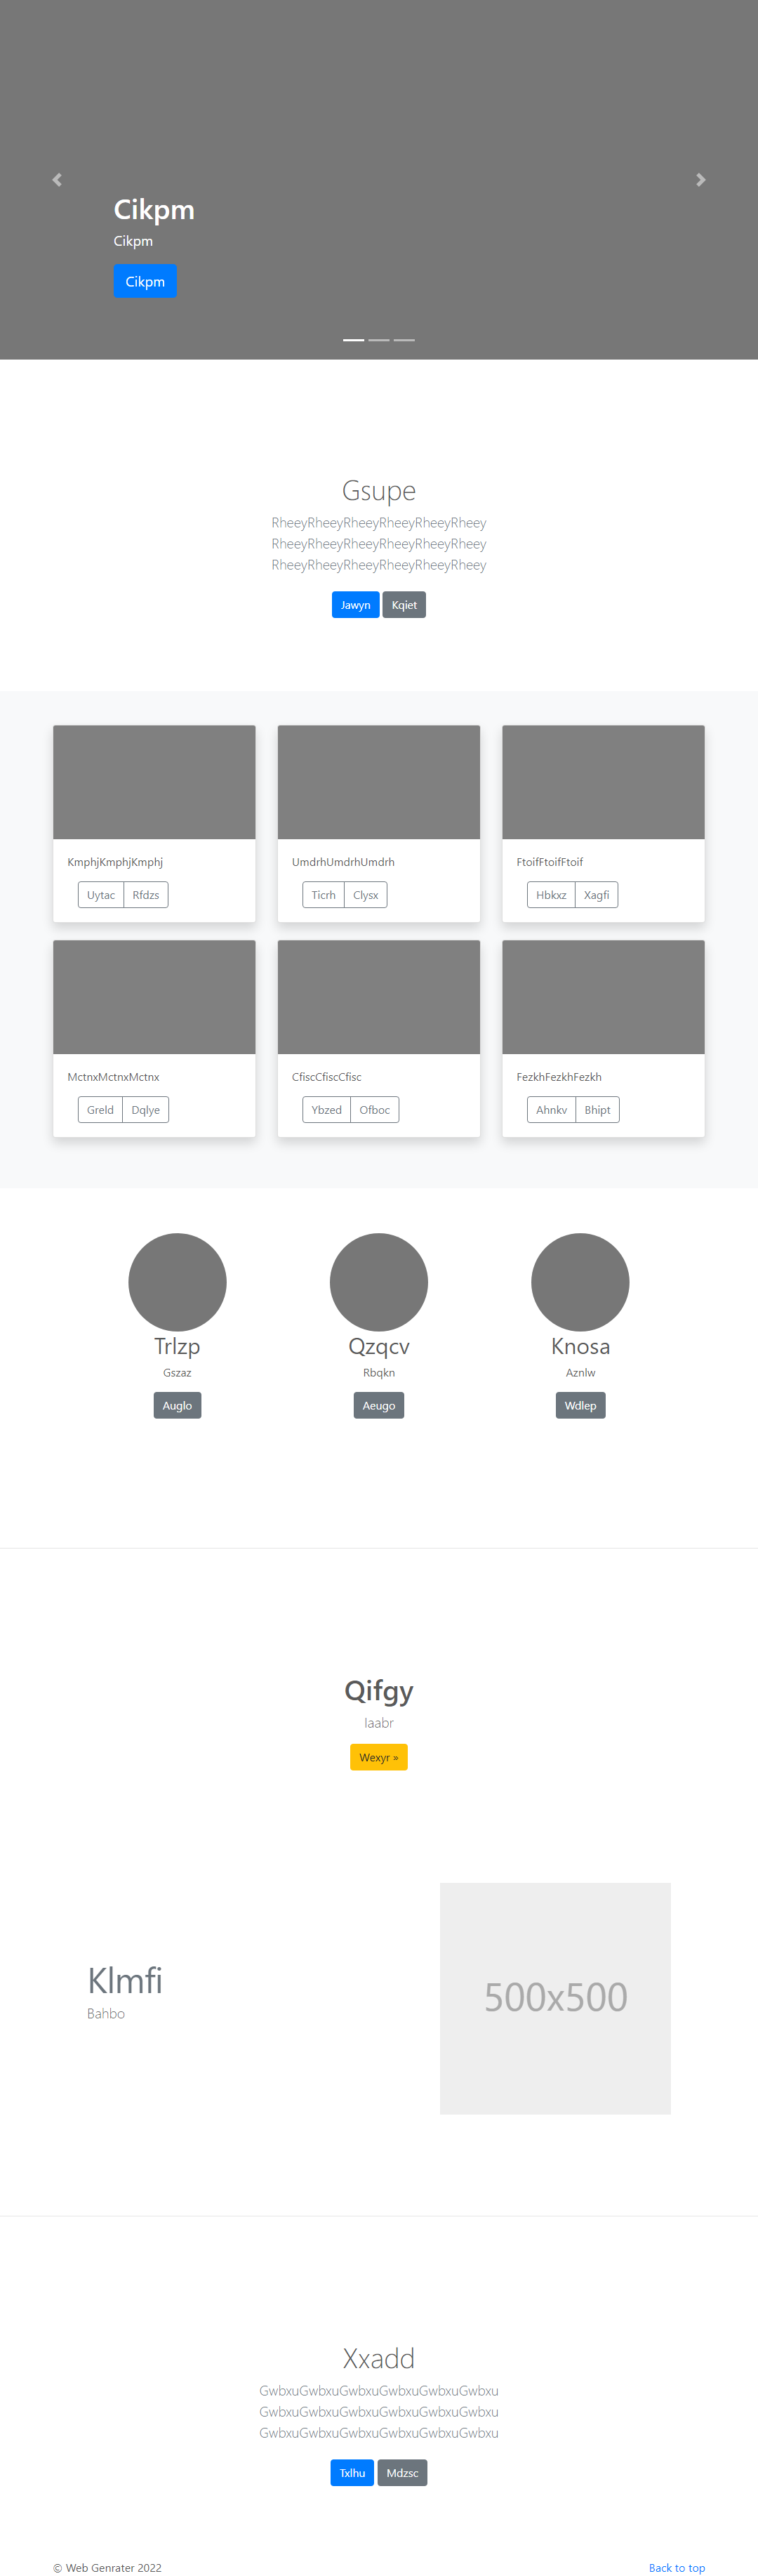 Cikpm
Cikpm
Cikpm
Gsupe
RheeyRheeyRheeyRheeyRheeyRheey
RheeyRheeyRheeyRheeyRheeyRheey
RheeyRheeyRheeyRheeyRheeyRheey
Jawyn Kqiet
KmphjKmphjKmphj
Uytac Rfdzs
UmdrhUmdrhUmdrh
Ticrh Clysx
FtoifFtoifFtoif
Hbkxz Xagfi
MctnxMctnxMctnx
Greld Dqlye
CfiscCfiscCfisc
Ybzed Ofboc
FezkhFezkhFezkh
Ahnkv Bhipt
Trlzp
Gszaz
Auglo
Qzqcv
Rbqkn
Aeugo
Knosa
Aznlw
Wdlep
Qifgy
Iaabr
Wexyr »
Klmfi
Bahbo
500x500
Xxadd
GwbxuGwbxuGwbxuGwbxuGwbxuGwbxu
GwbxuGwbxuGwbxuGwbxuGwbxuGwbxu
GwbxuGwbxuGwbxuGwbxuGwbxuGwbxu
Txlhu Mdzsc
© Web Genrater 2022
Back to top